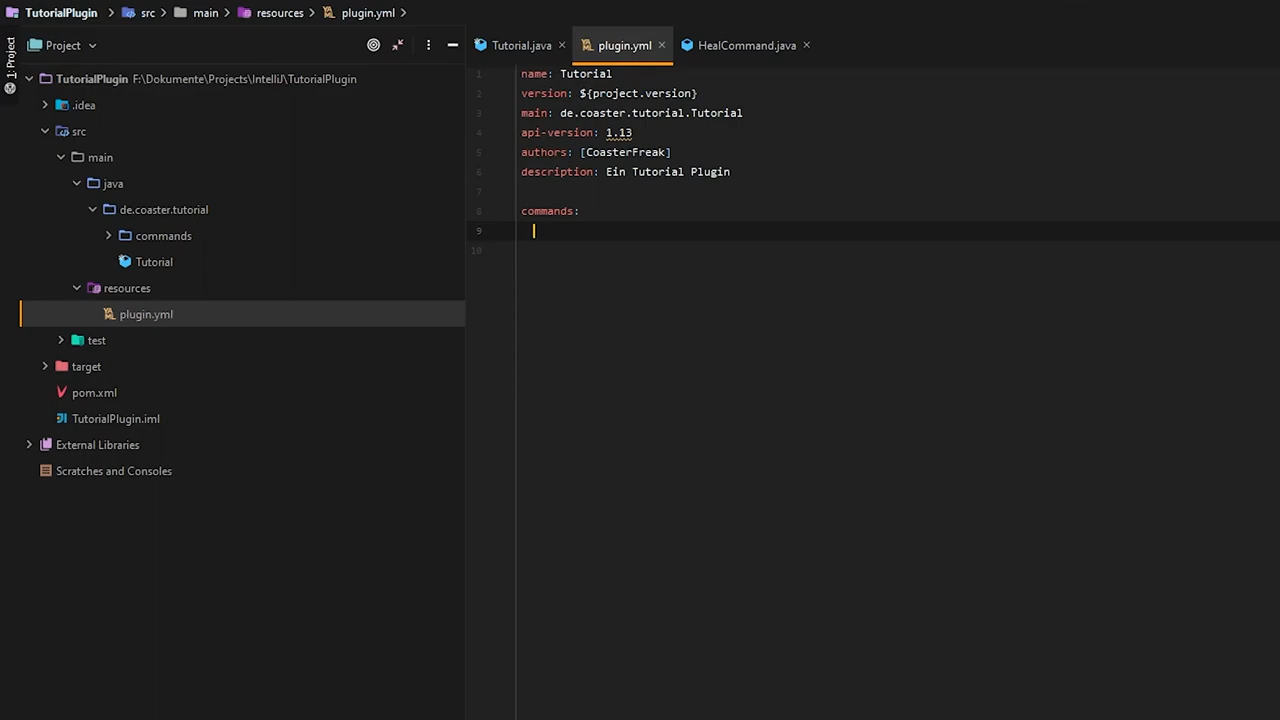 TutorialPlugin src main resources plugin.yml
1: Project
Project
TutorialPlugin F:\Dokumente\Projects\IntelliJ\TutorialPlugin
.idea
src
main
java
de.coaster.tutorial
commands
Tutorial
resources
plugin.yml
test
target
pom.xml
TutorialPlugin.iml
External Libraries
Scratches and Consoles
Tutorial.java plugin.yml HealCommand.java
1 name: Tutorial
2 version: ${project.version}
3 main: de.coaster.tutorial.Tutorial
4 api-version: 1.13
5 authors: [CoasterFreak]
6 description: Ein Tutorial Plugin
7
8 commands:
9
10